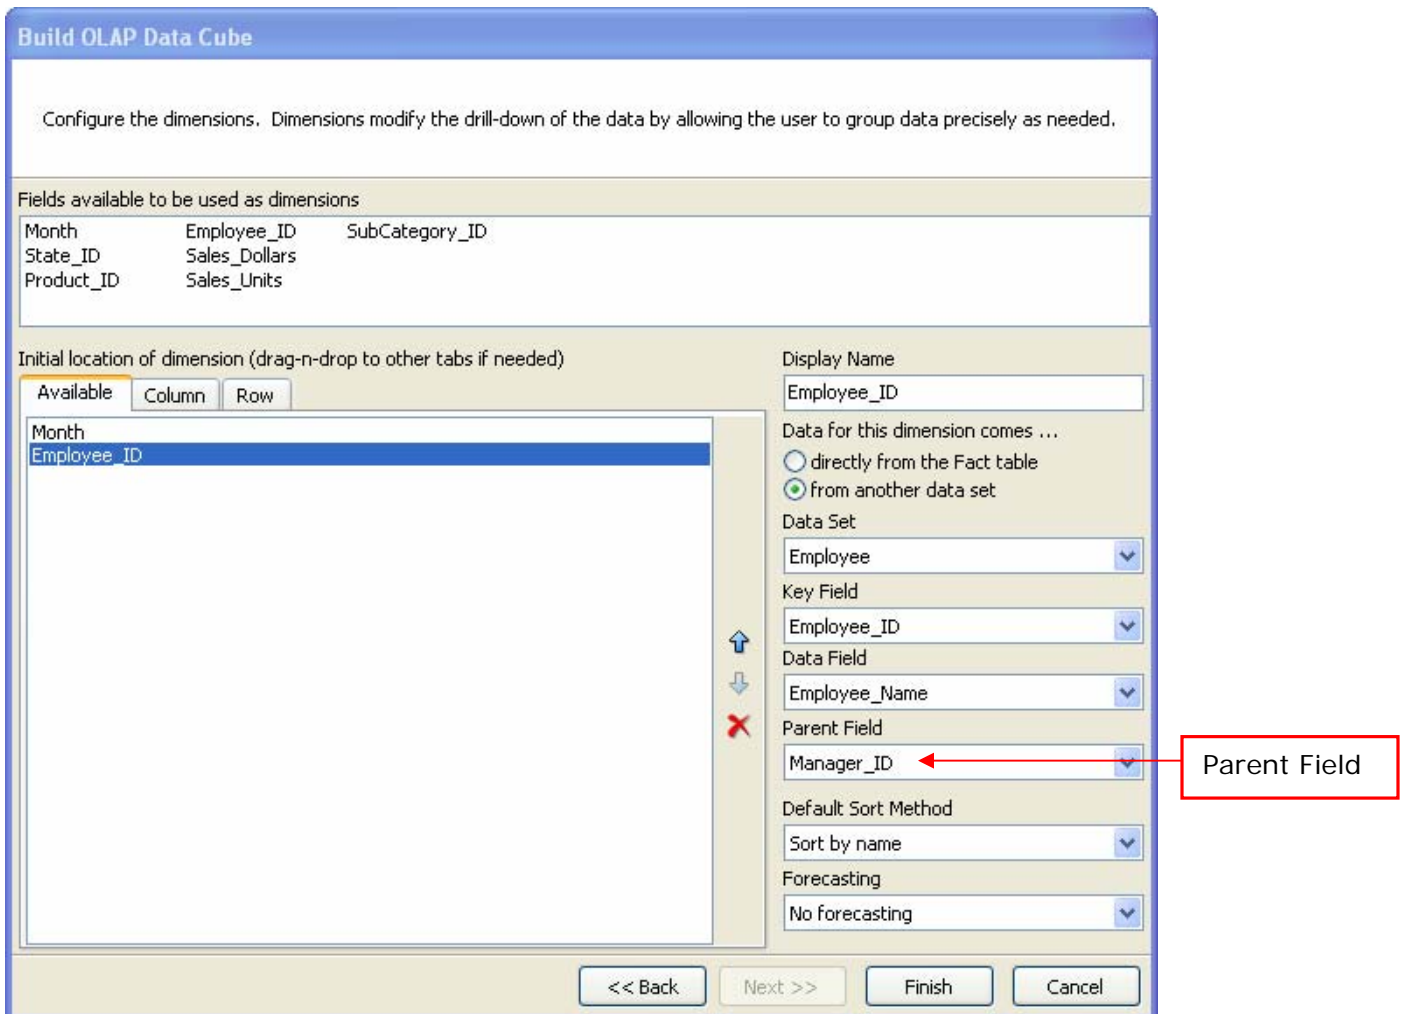 Build OLAP Data Cube
Configure the dimensions.  Dimensions modify the drill-down of the data by allowing the user to group data precisely as needed.
Fields available to be used as dimensions
Month Employee_ID SubCategory_ID
State_ID Sales_Dollars
Product_ID Sales_Units
Initial location of dimension (drag-n-drop to other tabs if needed)
Available Column Row
Month
Employee_ID
Display Name
Employee_ID
Data for this dimension comes ...
directly from the Fact table
from another data set
Data Set
Employee
Key Field
Employee_ID
Data Field
Employee_Name
Parent Field
Manager_ID
Parent Field
Default Sort Method
Sort by name
Forecasting
No forecasting
<< Back Next >> Finish Cancel